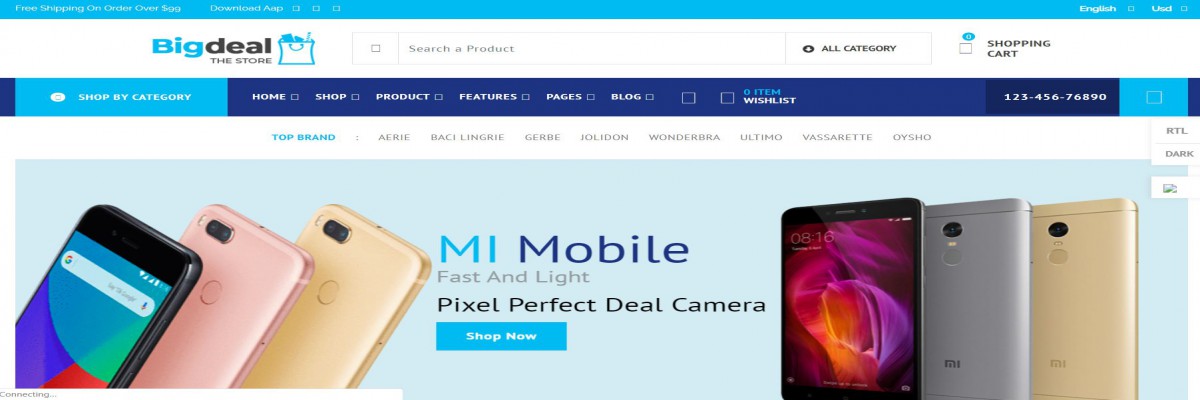 Free Shipping On Order Over $99 Download Aap English Usd
Bigdeal
THE STORE
Search a Product
ALL CATEGORY
0
SHOPPING
CART
SHOP BY CATEGORY
HOME SHOP PRODUCT FEATURES PAGES BLOG
0 ITEM
WISHLIST
123-456-76890
TOP BRAND : AERIE BACI LINGRIE GERBE JOLIDON WONDERBRA ULTIMO VASSARETTE OYSHO
RTL
DARK
MI Mobile
Fast And Light
Pixel Perfect Deal Camera
Shop Now
08:16
MI
MI
Connecting...